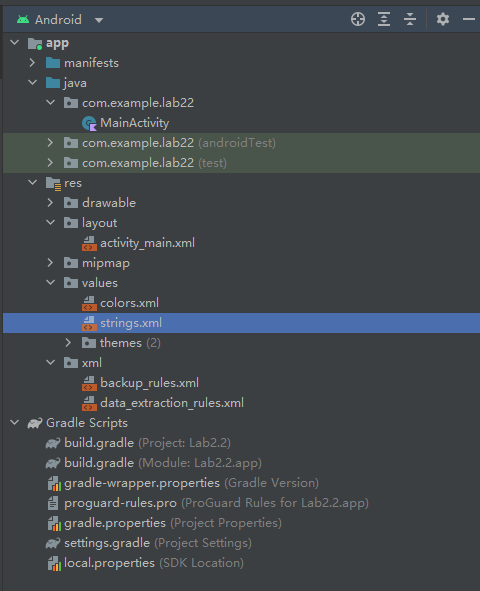 Android
app
manifests
java
com.example.lab22
MainActivity
com.example.lab22 (androidTest)
com.example.lab22 (test)
res
drawable
layout
activity_main.xml
mipmap
values
colors.xml
strings.xml
themes (2)
xml
backup_rules.xml
data_extraction_rules.xml
Gradle Scripts
build.gradle (Project: Lab2.2)
build.gradle (Module: Lab2.2.app)
gradle-wrapper.properties (Gradle Version)
proguard-rules.pro (ProGuard Rules for Lab2.2.app)
gradle.properties (Project Properties)
settings.gradle (Project Settings)
local.properties (SDK Location)